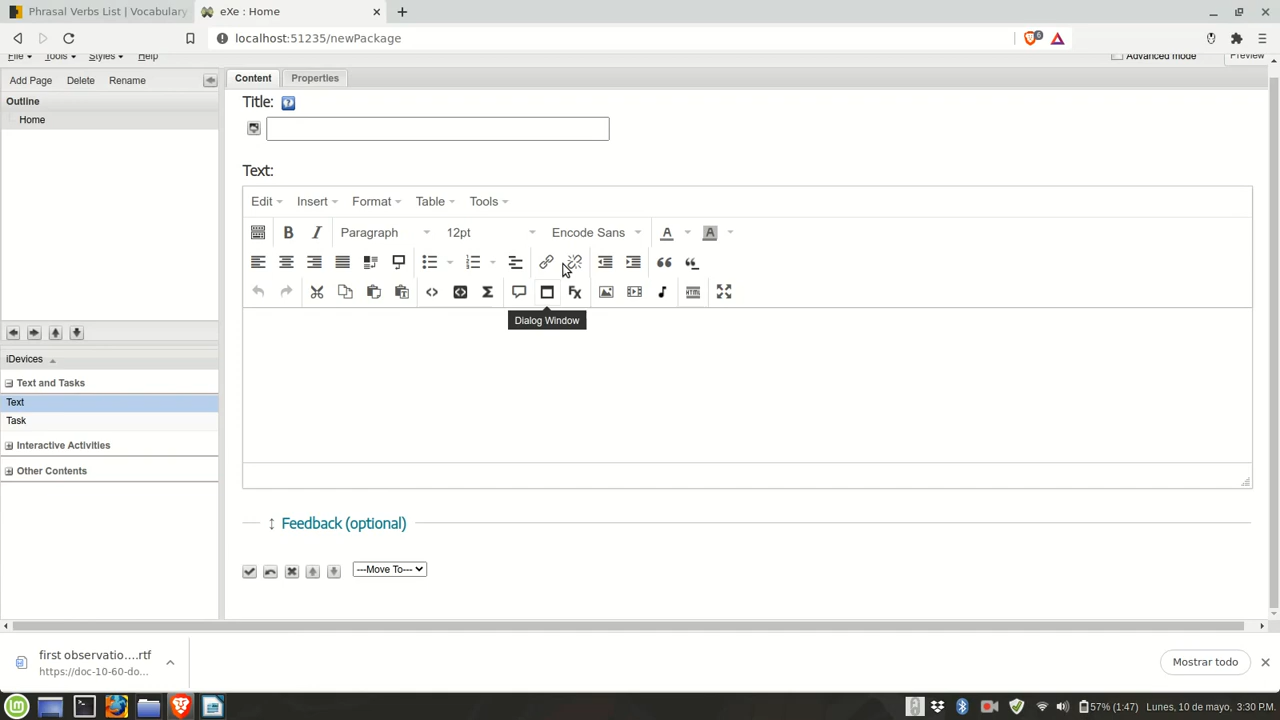 Phrasal Verbs List | Vocabulary
eXe : Home
localhost:51235/newPackage
6
File
Tools
Styles
Help
Advanced mode
Preview
Add Page
Delete
Rename
Content
Properties
Outline
Home
Title:
Text:
Edit
Insert
Format
Table
Tools
B
I
Paragraph
12pt
Encode Sans
A
A
Dialog Window
iDevices
Text and Tasks
Text
Task
Interactive Activities
Other Contents
Feedback (optional)
---Move To---
first observatio....rtf
https://doc-10-60-do...
Mostrar todo
57% (1:47)
Lunes, 10 de mayo, 3:30 P.M.